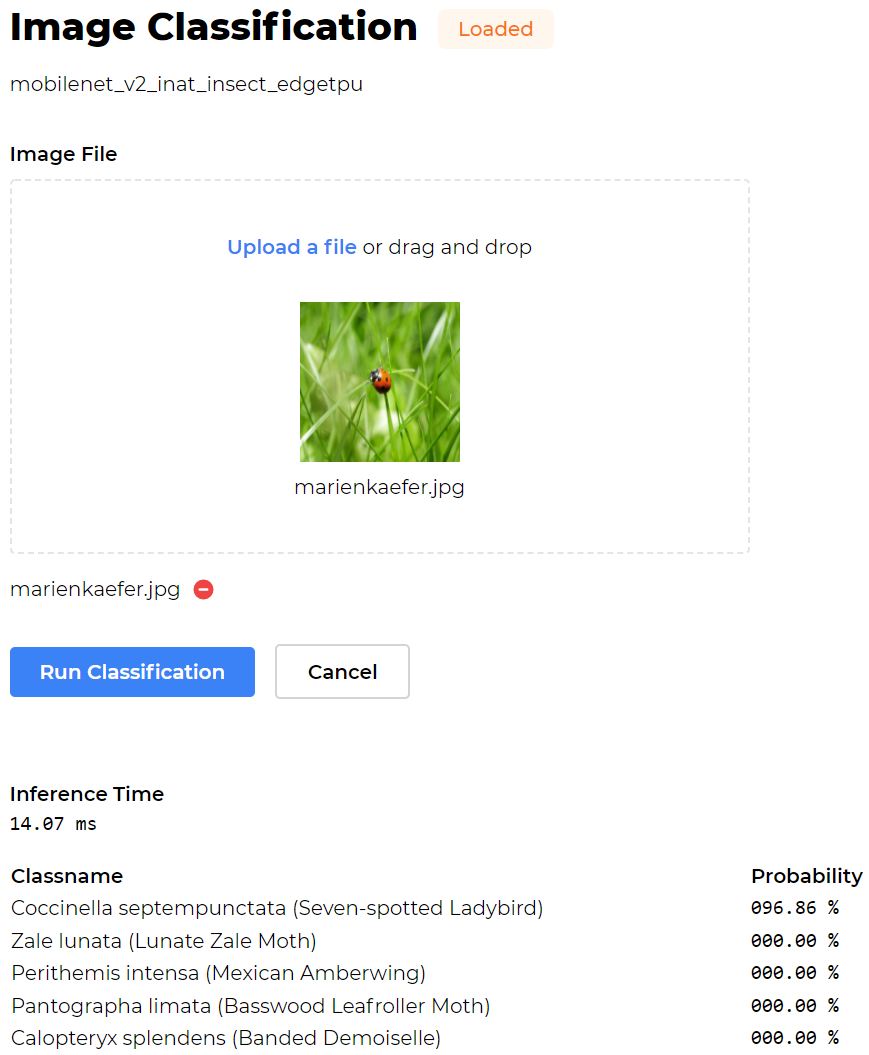 Image Classification Loaded
mobilenet_v2_inat_insect_edgetpu
Image File
Upload a file or drag and drop
marienkaefer.jpg
marienkaefer.jpg
Run Classification Cancel
Inference Time
14.07 ms
Classname Probability
Coccinella septempunctata (Seven-spotted Ladybird) 096.86 %
Zale lunata (Lunate Zale Moth) 000.00 %
Perithemis intensa (Mexican Amberwing) 000.00 %
Pantographa limata (Basswood Leafroller Moth) 000.00 %
Calopteryx splendens (Banded Demoiselle) 000.00 %